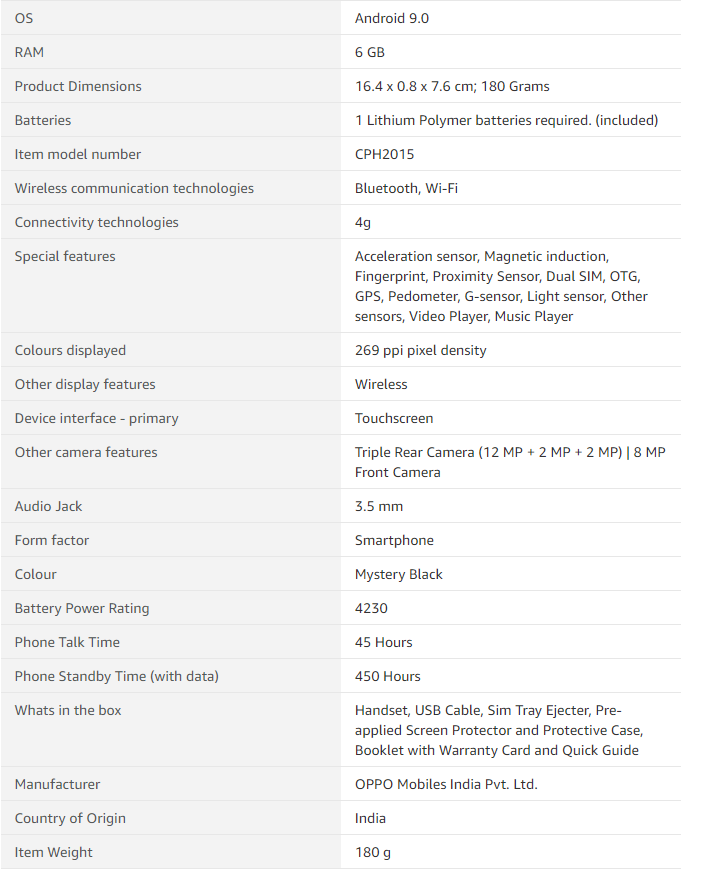 OS Android 9.0
RAM 6 GB
Product Dimensions 16.4 x 0.8 x 7.6 cm; 180 Grams
Batteries 1 Lithium Polymer batteries required. (included)
Item model number CPH2015
Wireless communication technologies Bluetooth, Wi-Fi
Connectivity technologies 4g
Special features Acceleration sensor, Magnetic induction,
Fingerprint, Proximity Sensor, Dual SIM, OTG,
GPS, Pedometer, G-sensor, Light sensor, Other
sensors, Video Player, Music Player
Colours displayed 269 ppi pixel density
Other display features Wireless
Device interface - primary Touchscreen
Other camera features Triple Rear Camera (12 MP + 2 MP + 2 MP) | 8 MP
Front Camera
Audio Jack 3.5 mm
Form factor Smartphone
Colour Mystery Black
Battery Power Rating 4230
Phone Talk Time 45 Hours
Phone Standby Time (with data) 450 Hours
Whats in the box Handset, USB Cable, Sim Tray Ejecter, Pre-
applied Screen Protector and Protective Case,
Booklet with Warranty Card and Quick Guide
Manufacturer OPPO Mobiles India Pvt. Ltd.
Country of Origin India
Item Weight 180 g